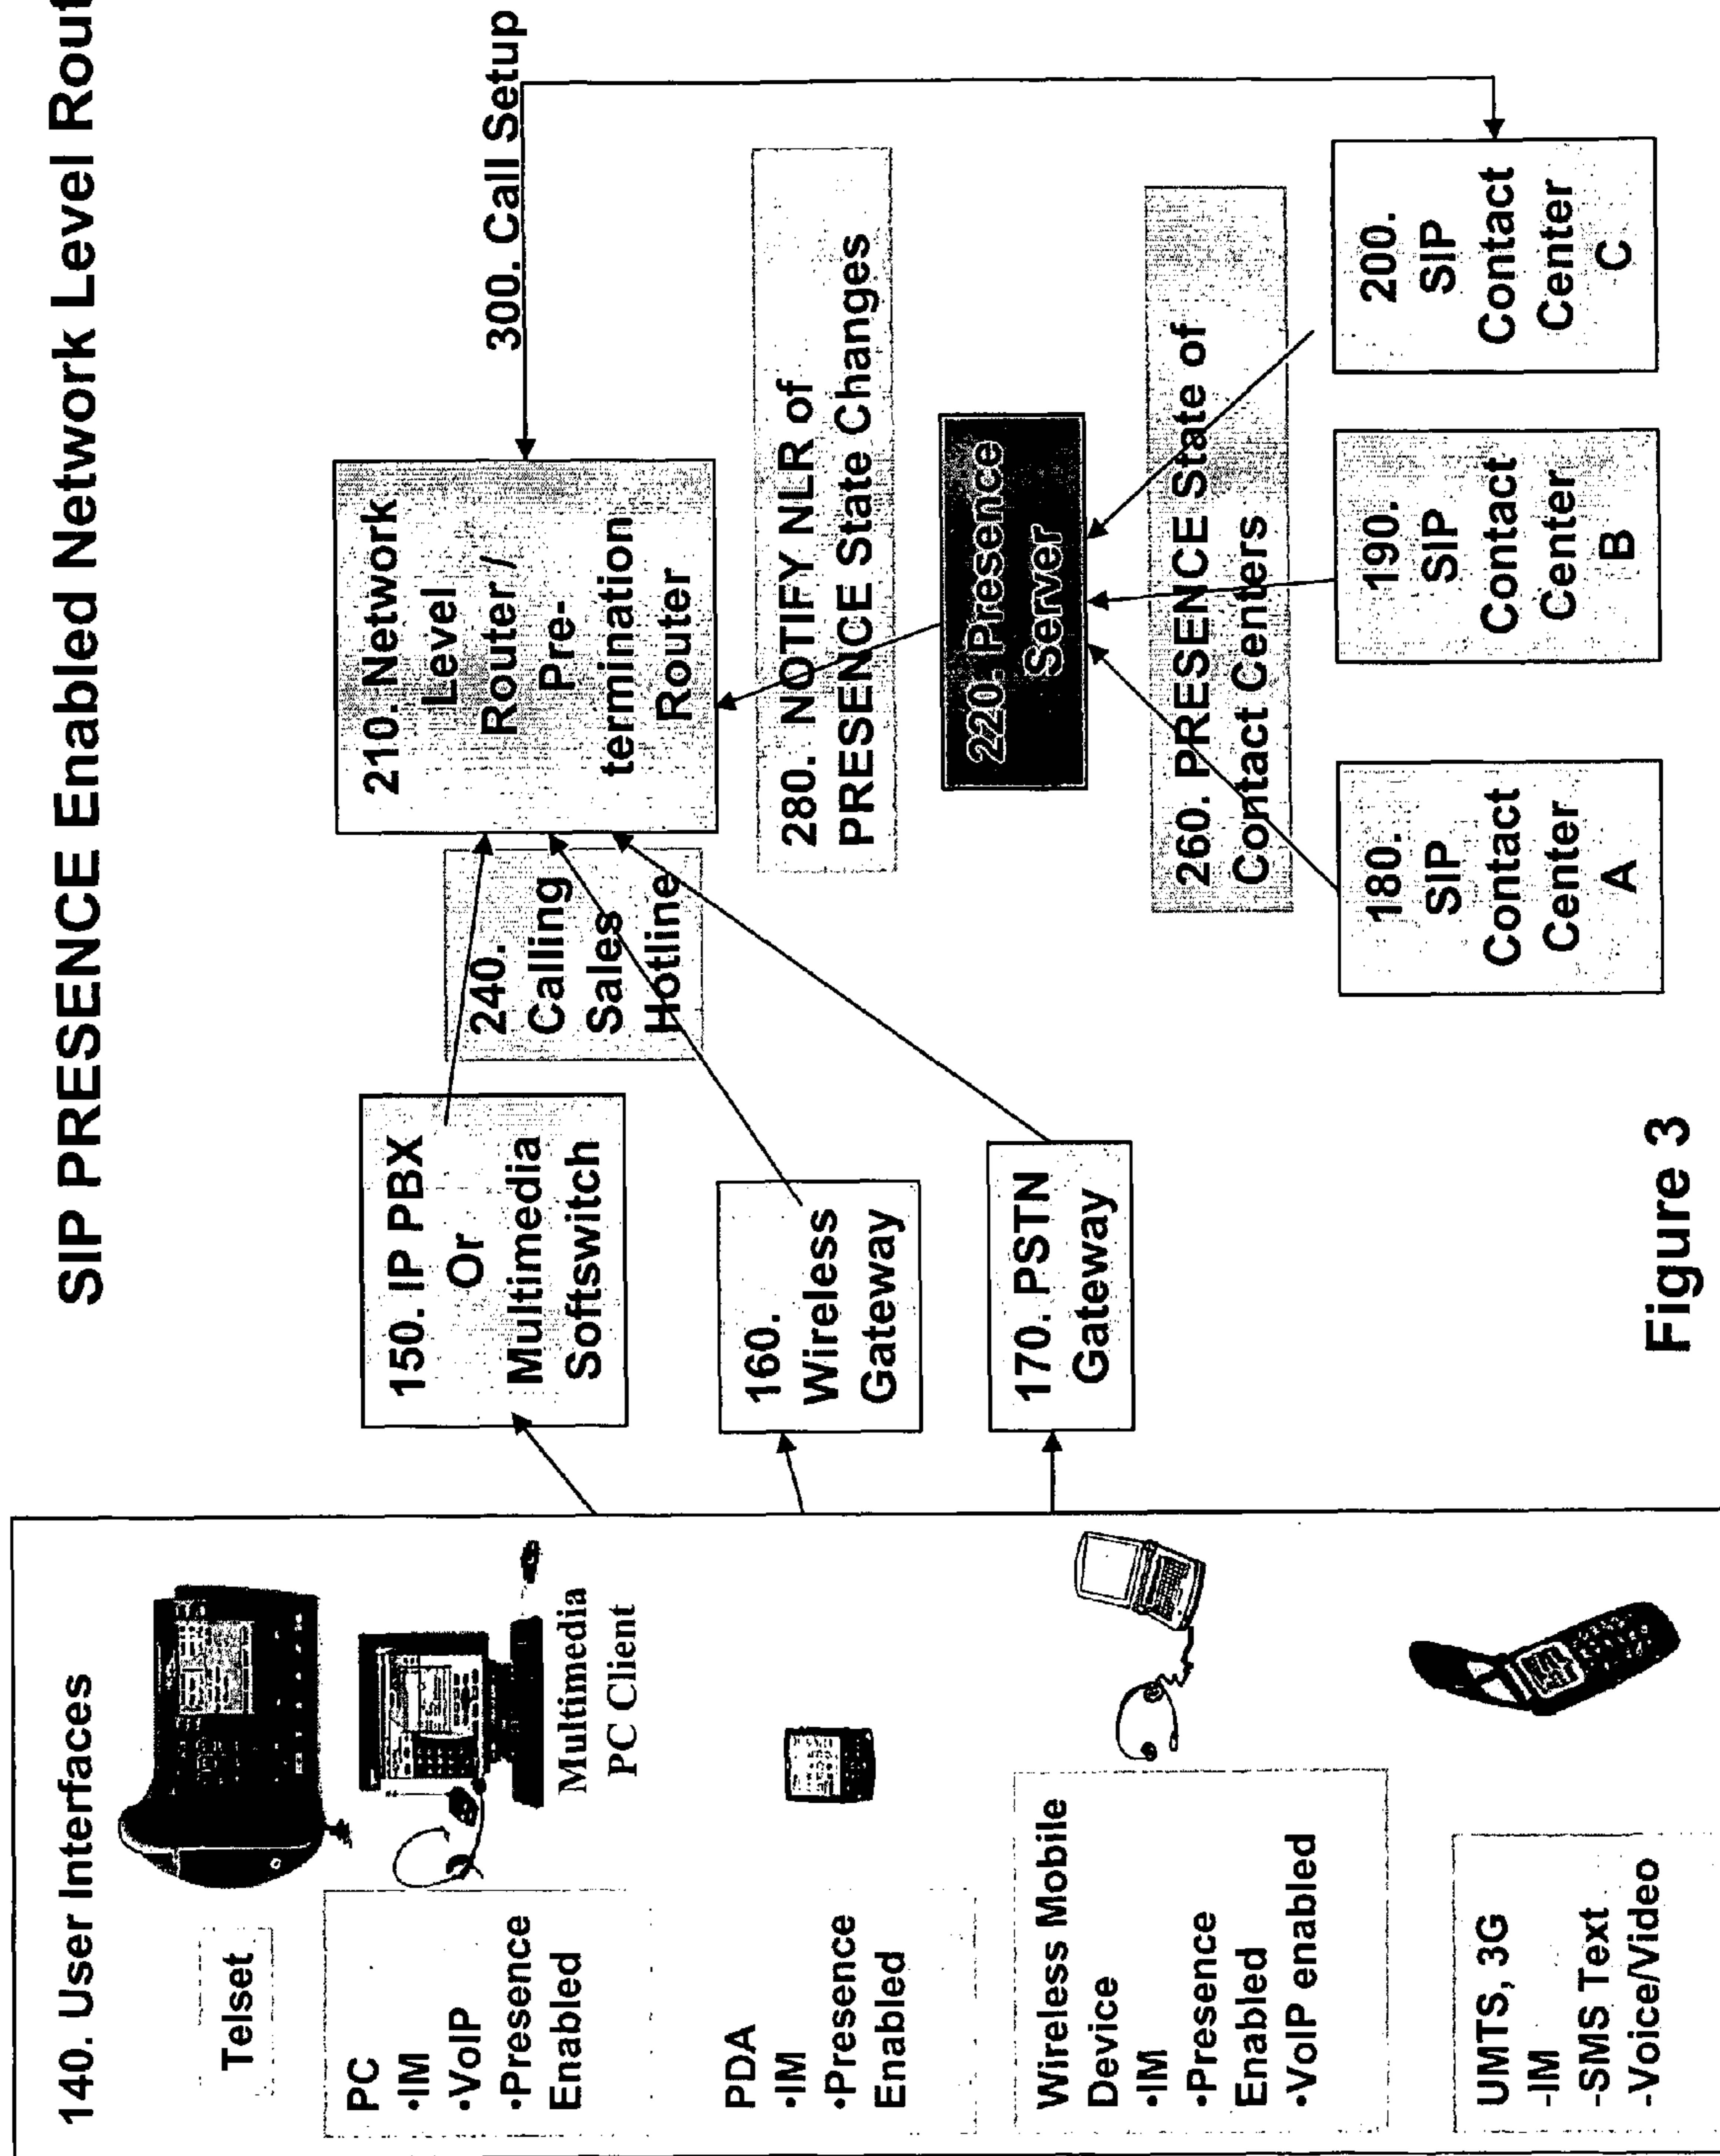 SIP PRESENCE Enabled Network Level Rout
140. User Interfaces
Telset
PC
•IM
•VoIP
•Presence
Enabled
Multimedia
PC Client
PDA
•IM
•Presence
Enabled
Wireless Mobile
Device
•IM
•Presence
Enabled
•VoIP enabled
UMTS, 3G
-IM
-SMS Text
-Voice/Video
150. IP PBX
Or
Multimedia
Softswitch
160.
Wireless
Gateway
170. PSTN
Gateway
240.
Calling
Sales
Hotline
210. Network
Level
Router /
Pre-
termination
Router
300. Call Setup
280. NOTIFY NLR of
PRESENCE State Changes
220. Presence
Server
260. PRESENCE State of
Contact Centers
180.
SIP
Contact
Center
A
190.
SIP
Contact
Center
B
200.
SIP
Contact
Center
C
Figure 3